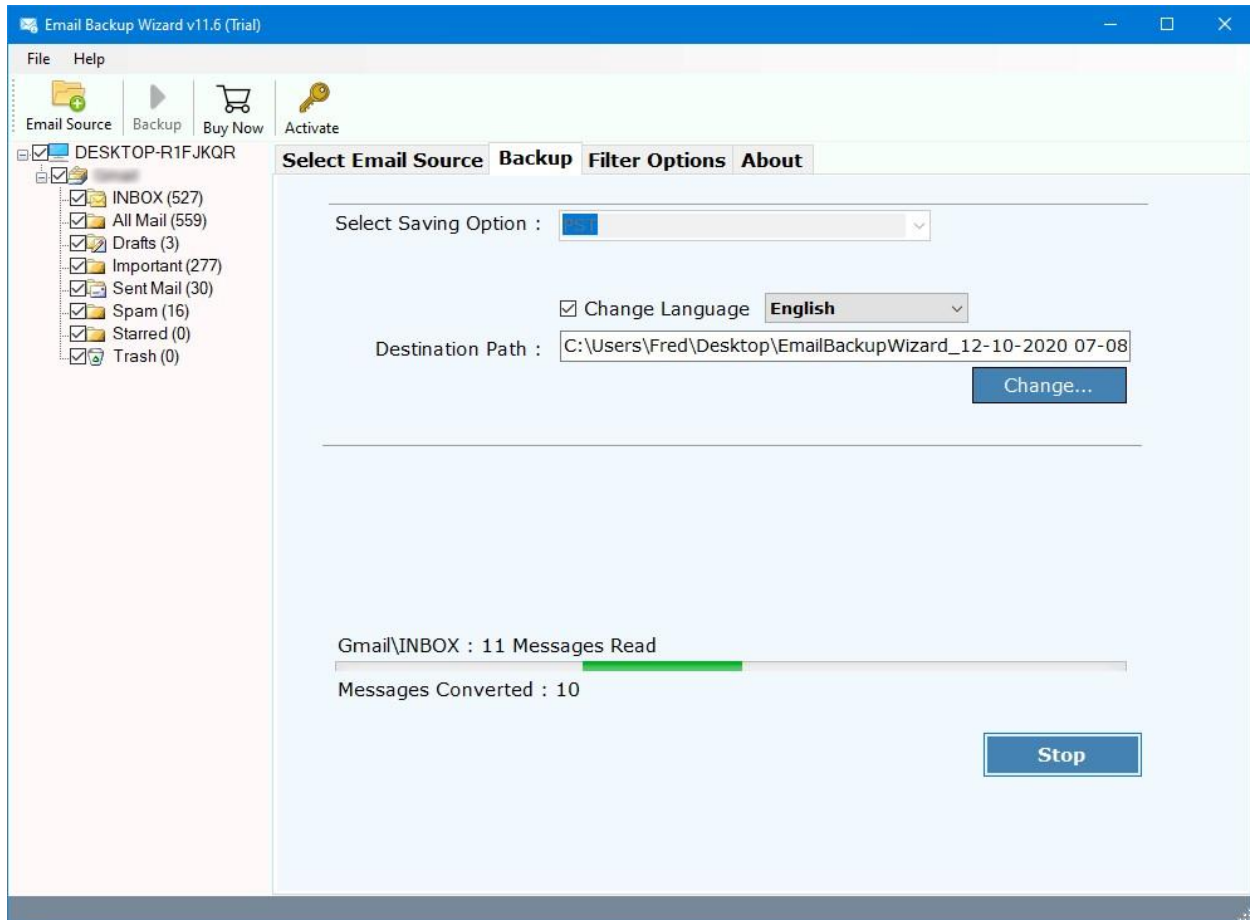 Email Backup Wizard v11.6 (Trial)
File Help
Email Source Backup Buy Now Activate
DESKTOP-R1FJKQR
INBOX (527)
All Mail (559)
Drafts (3)
Important (277)
Sent Mail (30)
Spam (16)
Starred (0)
Trash (0)
Select Email Source Backup Filter Options About
Select Saving Option : PST
Change Language English
Destination Path : C:\Users\Fred\Desktop\EmailBackupWizard_12-10-2020 07-08
Change...
Gmail\INBOX : 11 Messages Read
Messages Converted : 10
Stop